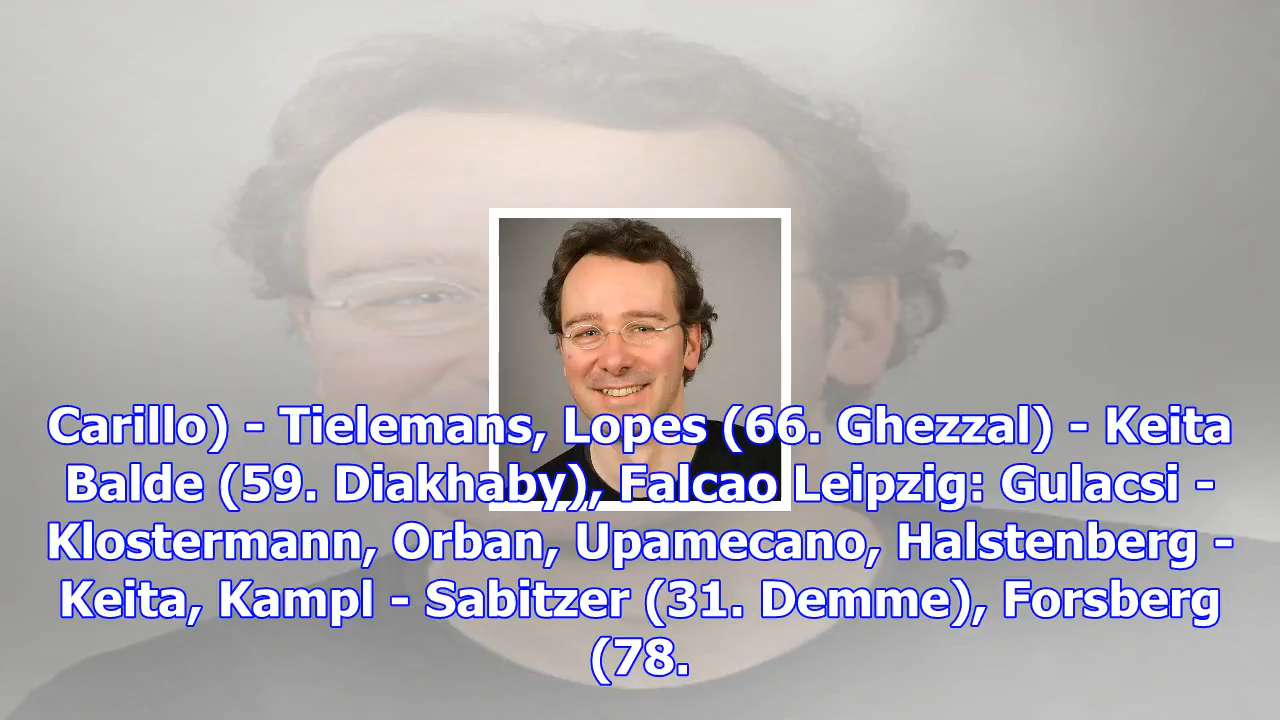 Carillo) - Tielemans, Lopes (66. Ghezzal) - Keita
Balde (59. Diakhaby), Falcao Leipzig: Gulacsi -
Klostermann, Orban, Upamecano, Halstenberg -
Keita, Kampl - Sabitzer (31. Demme), Forsberg
(78.